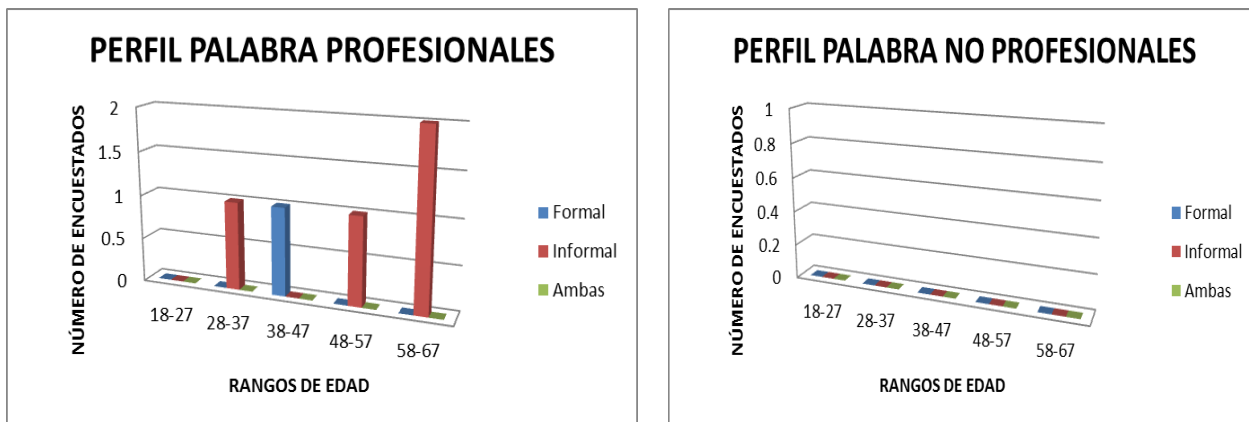 PERFIL PALABRA PROFESIONALES
NÚMERO DE ENCUESTADOS
2
1.5
1
0.5
0
18-27
28-37
38-47
48-57
58-67
RANGOS DE EDAD
Formal
Informal
Ambas
PERFIL PALABRA NO PROFESIONALES
NÚMERO DE ENCUESTADOS
1
0.8
0.6
0.4
0.2
0
18-27
28-37
38-47
48-57
58-67
RANGOS DE EDAD
Formal
Informal
Ambas